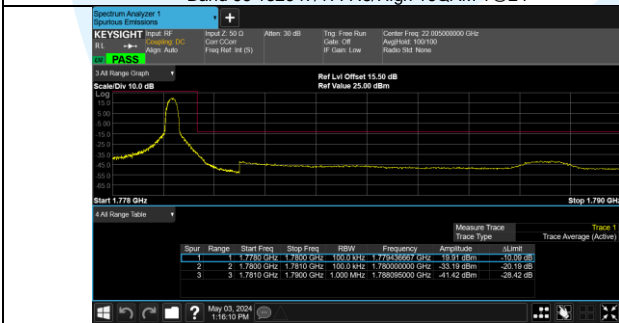 Spectrum Analyzer 1
Spurious Emissions
+
KEYSIGHT Input: RF Input Z: 50 Ω Atten: 30 dB Trig: Free Run Center Freq: 22.005000000 GHz
R L Coupling: DC Corr CCorr Gate: Off Avg|Hold: 100/100
Align: Auto Freq Ref: Int (S) IF Gain: Low Radio Std: None
PASS
3 All Range Graph
Ref Lvl Offset 15.50 dB
Scale/Div 10.0 dB Ref Value 25.00 dBm
Log
15.0
5.00
-5.00
-15.0
-25.0
-35.0
-45.0
-55.0
-65.0
Start 1.778 GHz Stop 1.790 GHz
4 All Range Table
Measure Trace Trace 1
Trace Type Trace Average (Active)
Spur Range Start Freq Stop Freq RBW Frequency Amplitude ΔLimit
1 1 1.7780 GHz 1.7800 GHz 100.0 kHz 1.779436667 GHz 19.91 dBm -10.09 dB
2 2 1.7800 GHz 1.7810 GHz 100.0 kHz 1.780000000 GHz -33.19 dBm -20.19 dB
3 3 1.7810 GHz 1.7900 GHz 1.000 MHz 1.788095000 GHz -41.42 dBm -28.42 dB
? May 03, 2024
1:16:10 PM